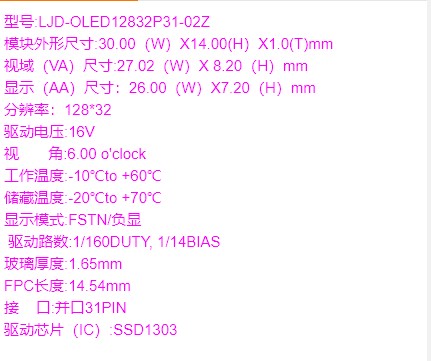 型号:LJD-OLED12832P31-02Z
模块外形尺寸:30.00（W）X14.00(H）X1.0(T)mm
视域（VA）尺寸:27.02（W）X 8.20（H）mm
显示（AA）尺寸：26.00（W）X7.20（H）mm
分辨率：128*32
驱动电压:16V
视　　角:6.00 o'clock
工作温度:-10℃to +60℃
储藏温度:-20℃to +70℃
显示模式:FSTN/负显
驱动路数:1/160DUTY, 1/14BIAS
玻璃厚度:1.65mm
FPC长度:14.54mm
接　口:并口31PIN
驱动芯片（IC）:SSD1303